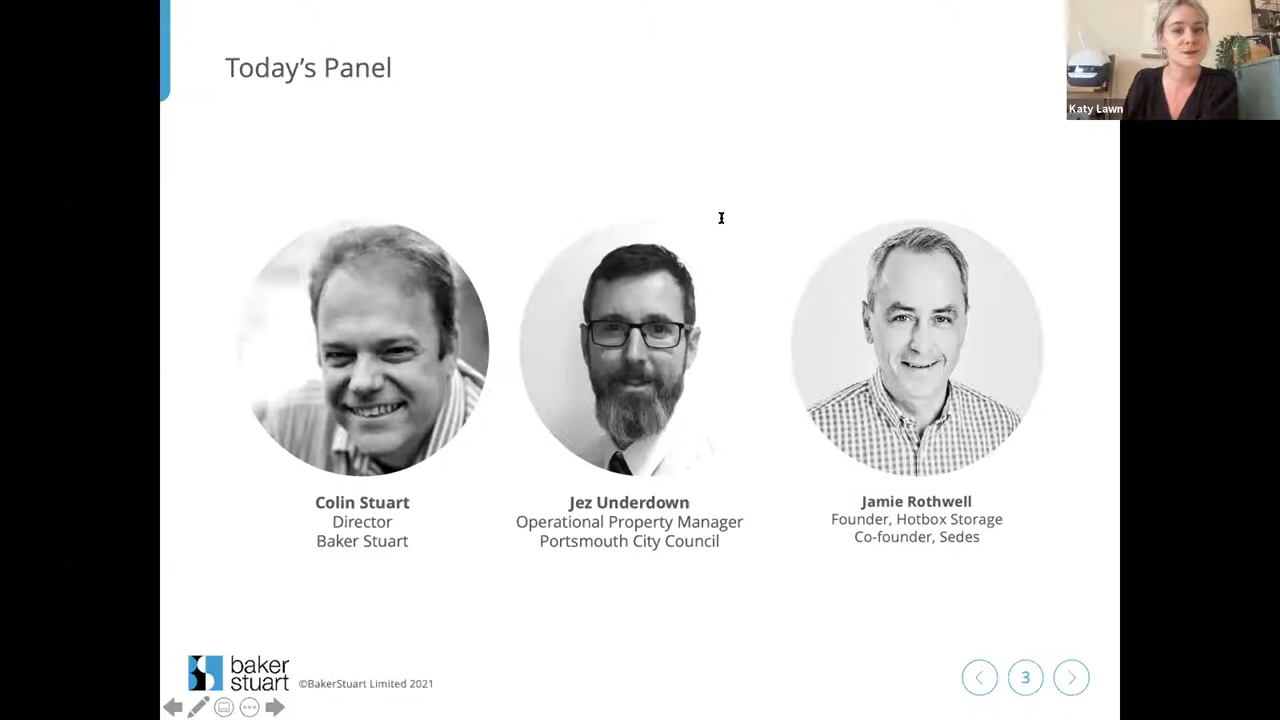 Today's Panel
Katy Lawn
Colin Stuart
Director
Baker Stuart
Jez Underdown
Operational Property Manager
Portsmouth City Council
Jamie Rothwell
Founder, Hotbox Storage
Co-founder, Sedes
baker
stuart
©BakerStuart Limited 2021
3